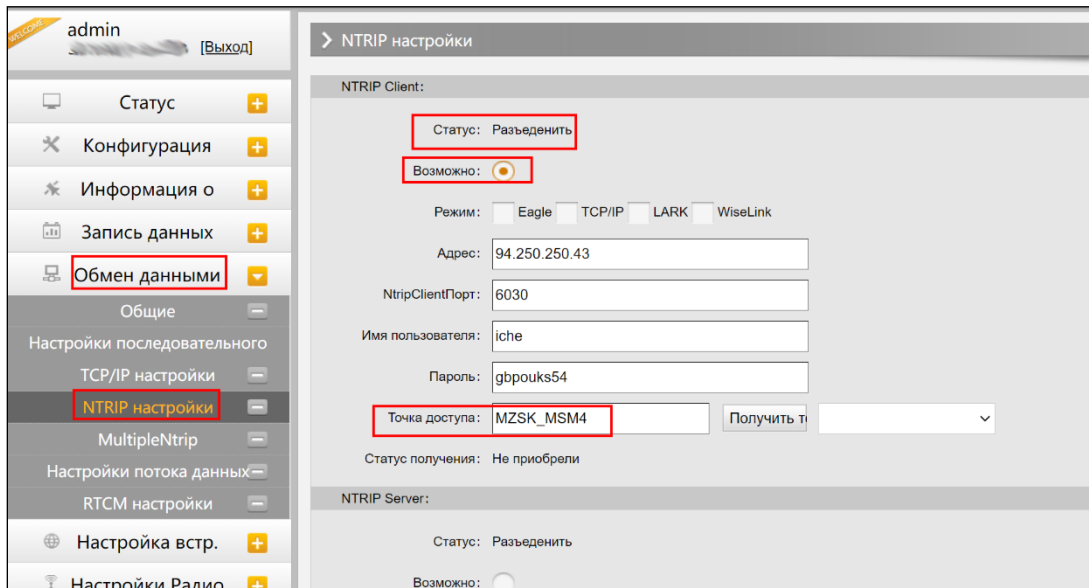 WELCOME
admin
[Выход]
Статус
Конфигурация
Информация о
Запись данных
Обмен данными
Общие
Настройки последовательного
TCP/IP настройки
NTRIP настройки
MultipleNtrip
Настройки потока данных
RTCM настройки
Настройка встр.
Настройки Радио
NTRIP настройки
NTRIP Client:
Статус: Разъеденить
Возможно:
Режим: Eagle TCP/IP LARK WiseLink
Адрес: 94.250.250.43
NtripClientПорт: 6030
Имя пользователя: iche
Пароль: gbpouks54
Точка доступа: MZSK_MSM4 Получить
Статус получения: Не приобрели
NTRIP Server:
Статус: Разъеденить
Возможно: